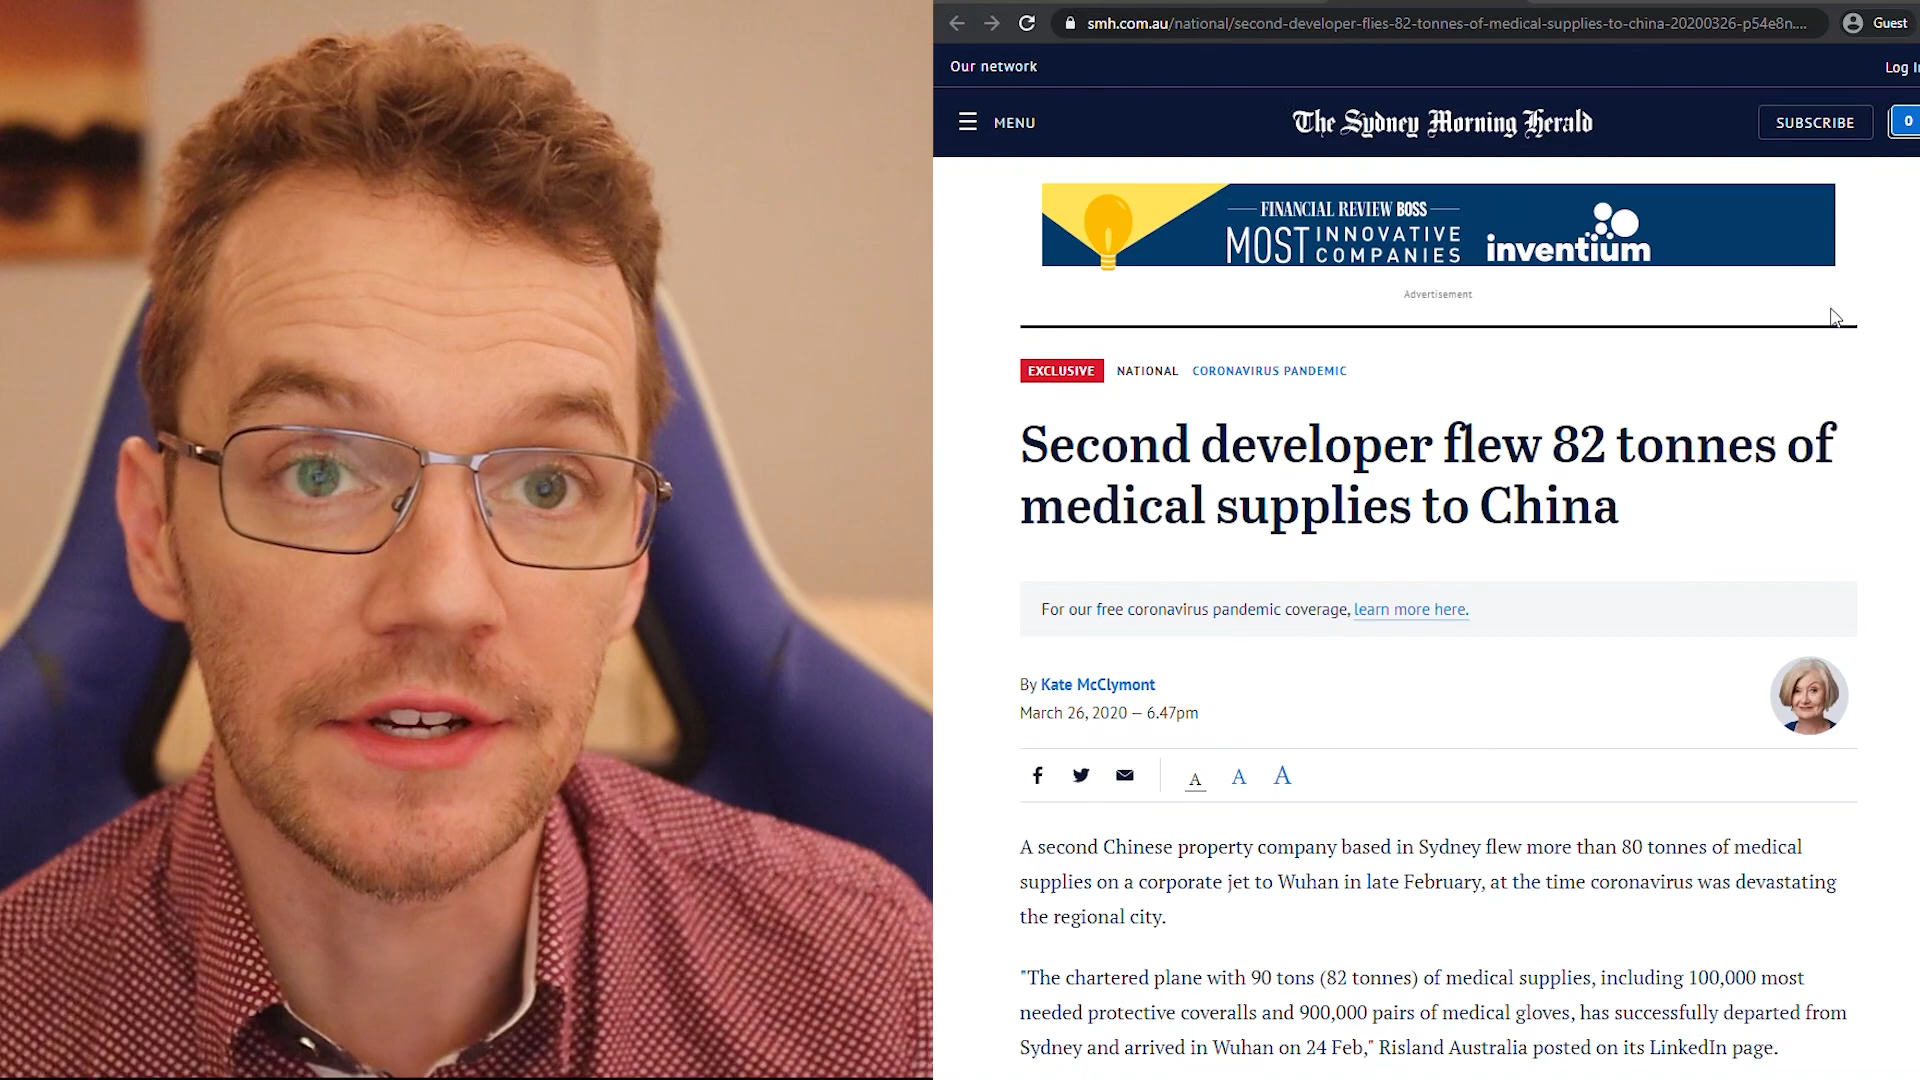 smh.com.au/national/second-developer-flies-82-tonnes-of-medical-supplies-to-china-20200326-p54e8n....
Guest
Our network
Log In
MENU
The Sydney Morning Herald
SUBSCRIBE
0
FINANCIAL REVIEW BOSS
MOST INNOVATIVE COMPANIES
inventium
Advertisement
EXCLUSIVE NATIONAL CORONAVIRUS PANDEMIC
Second developer flew 82 tonnes of
medical supplies to China
For our free coronavirus pandemic coverage, learn more here.
By Kate McClymont
March 26, 2020 — 6.47pm
A A A
A second Chinese property company based in Sydney flew more than 80 tonnes of medical
supplies on a corporate jet to Wuhan in late February, at the time coronavirus was devastating
the regional city.
"The chartered plane with 90 tons (82 tonnes) of medical supplies, including 100,000 most
needed protective coveralls and 900,000 pairs of medical gloves, has successfully departed from
Sydney and arrived in Wuhan on 24 Feb," Risland Australia posted on its LinkedIn page.